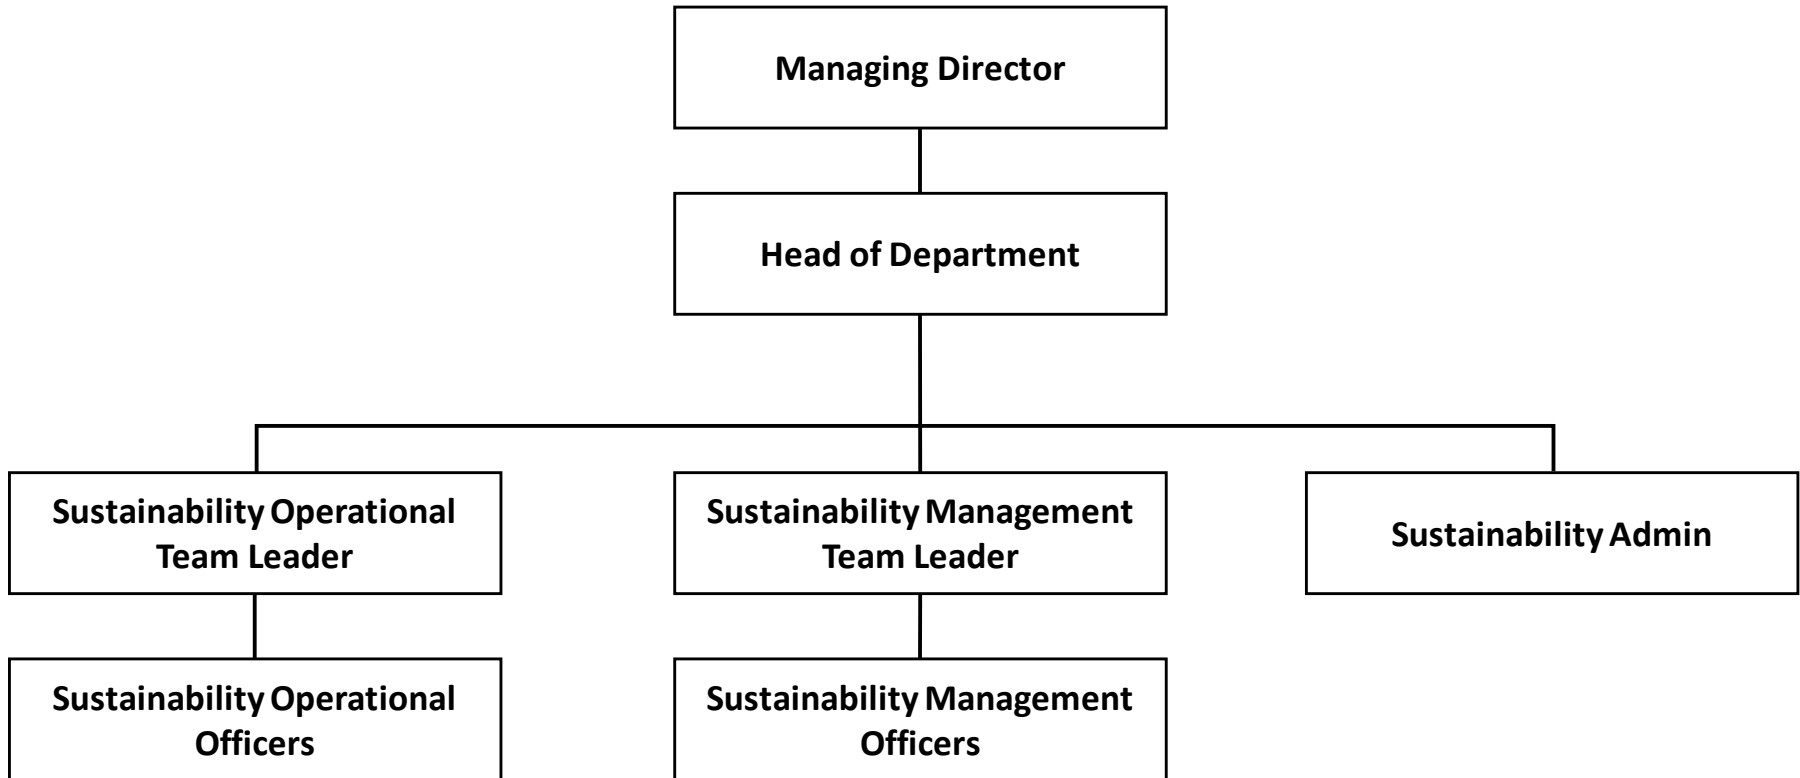 Managing Director
Head of Department
Sustainability Operational
Team Leader
Sustainability Management
Team Leader
Sustainability Admin
Sustainability Operational
Officers
Sustainability Management
Officers